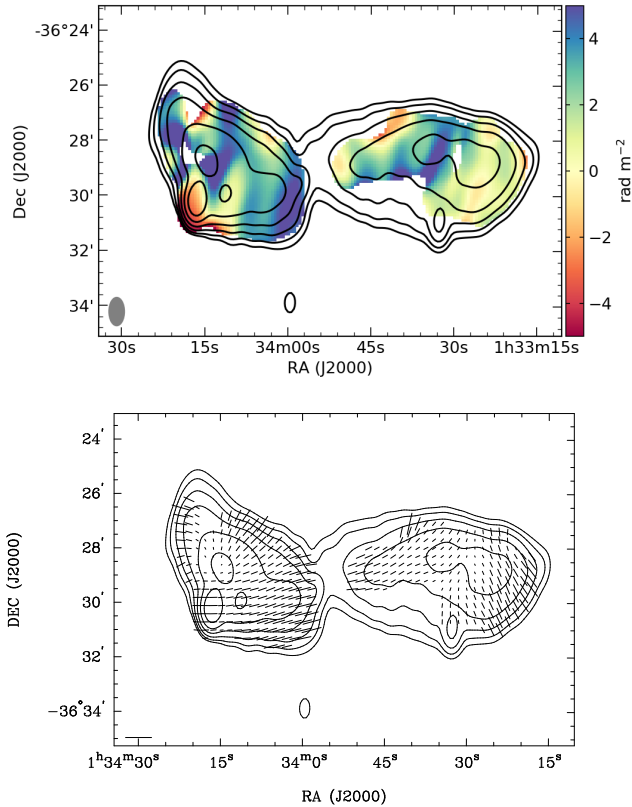 -36°24'
26'
28'
30'
32'
34'
Dec (J2000)
30s 15s 34m00s 45s 30s 1h33m15s
RA (J2000)
4
2
0
−2
−4
rad m⁻²
24'
26'
28'
30'
32'
−36°34'
DEC (J2000)
1ʰ34ᵐ30ˢ 15ˢ 34ᵐ0ˢ 45ˢ 30ˢ 15ˢ
RA (J2000)